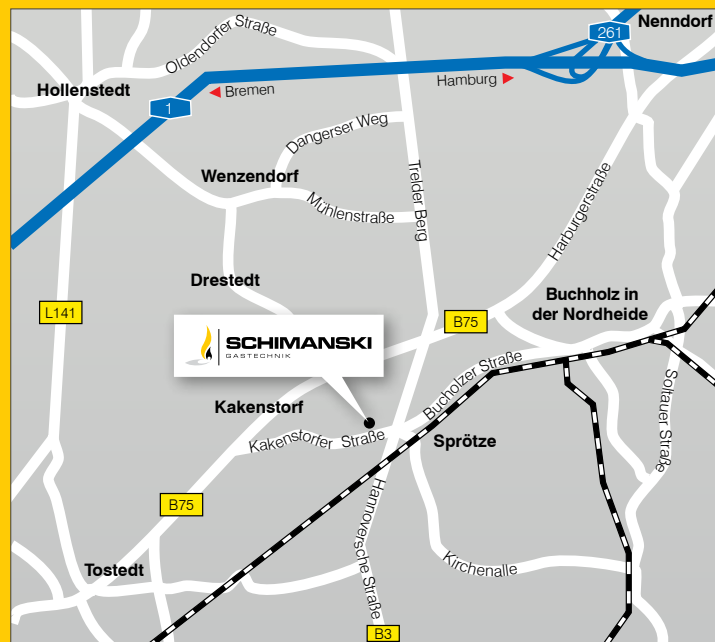 Nenndorf
261
Oldendorfer Straße
Hollenstedt
Bremen
Hamburg
1
Dangerser Weg
Wenzendorf
Mühlenstraße
Treider Berg
Harburgerstraße
Drestedt
Buchholz in
der Nordheide
L141
B75
SCHIMANSKI
GASTECHNIK
Bucholzer Straße
Soltauer Straße
Kakenstorf
Kakenstorfer Straße
Sprötze
B75
Hannoversche Straße
Kirchenalle
Tostedt
B3